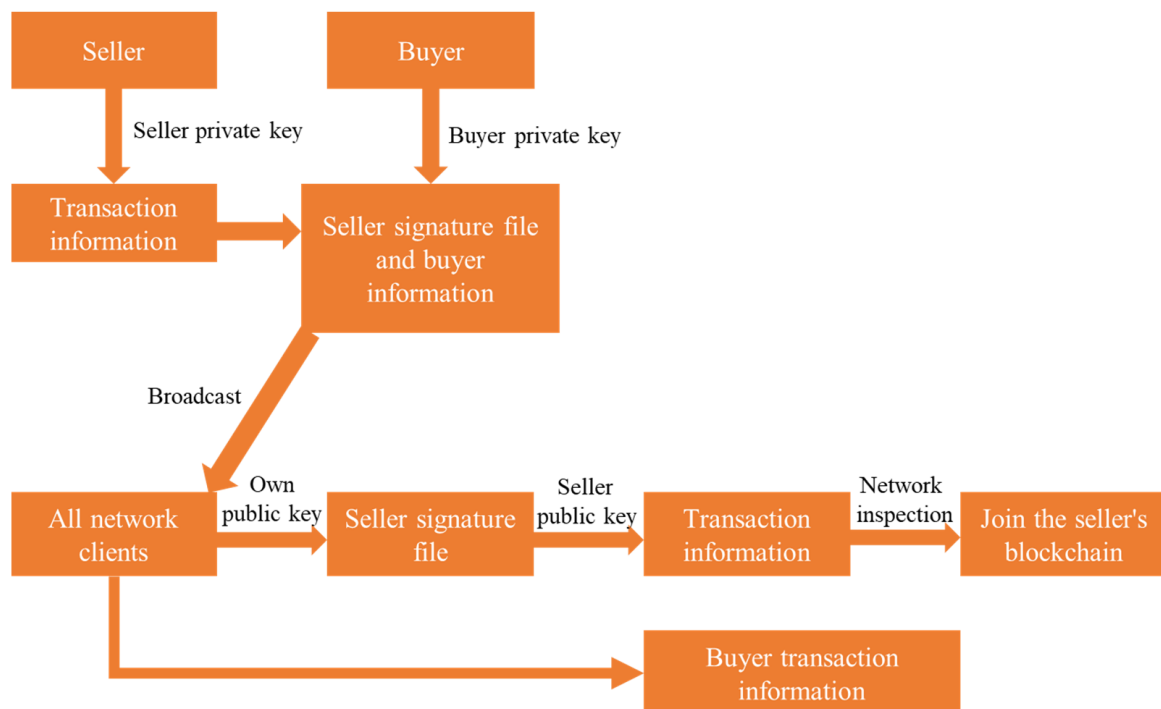 Seller
Buyer
Seller private key
Buyer private key
Transaction
information
Seller signature file
and buyer
information
Broadcast
All network
clients
Own
public key
Seller signature
file
Seller
public key
Transaction
information
Network
inspection
Join the seller's
blockchain
Buyer transaction
information